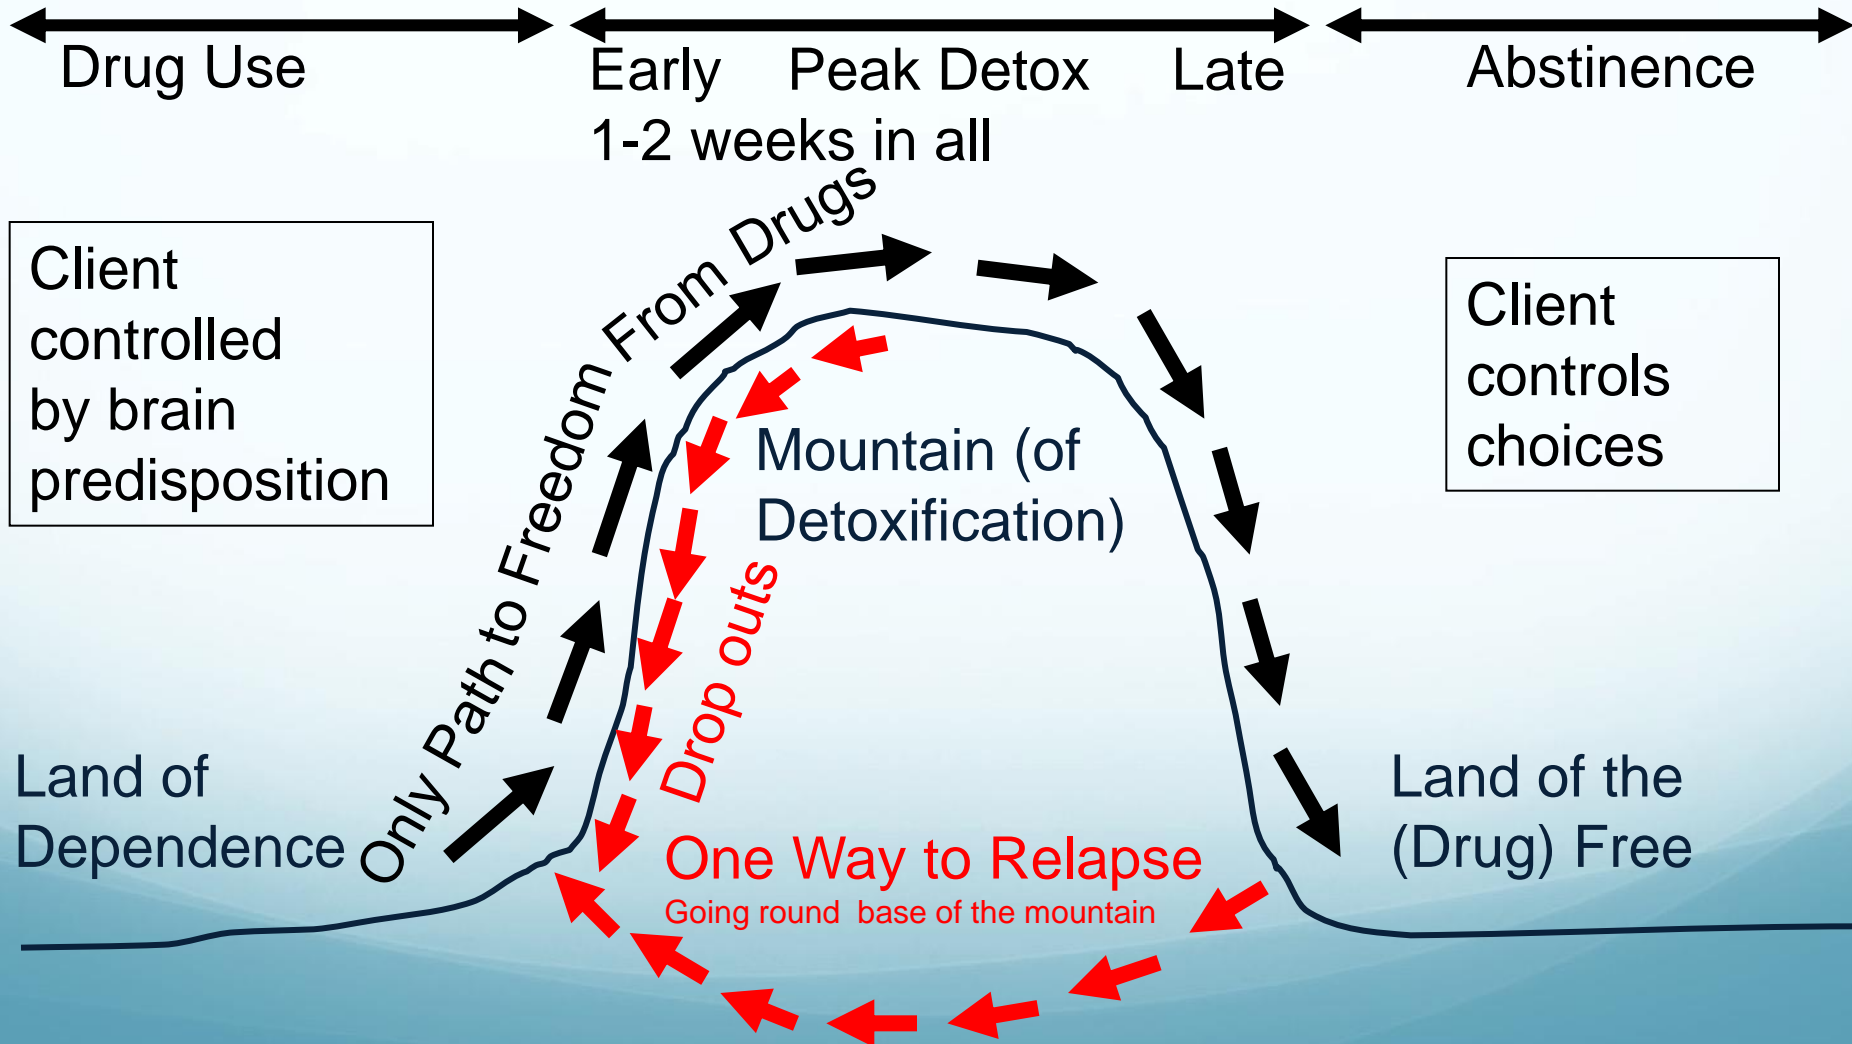 Drug Use
Early Peak Detox Late
1-2 weeks in all
Abstinence
Client
controlled
by brain
predisposition
Only Path to Freedom From Drugs
Client
controls
choices
Mountain (of
Detoxification)
Drop outs
Land of
Dependence
One Way to Relapse
Going round base of the mountain
Land of the
(Drug) Free